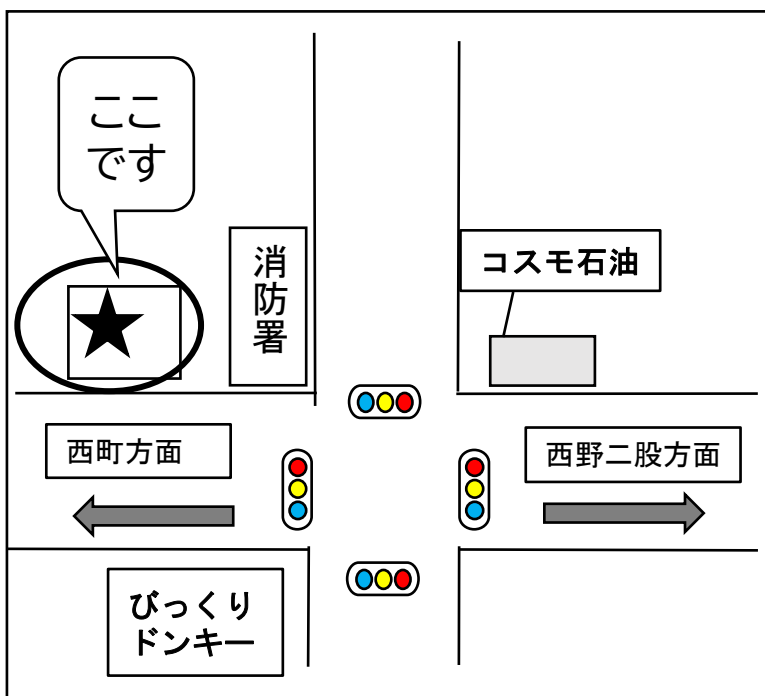 ここ
です
消防署
コスモ石油
西町方面
西野二股方面
びっくり
ドンキー